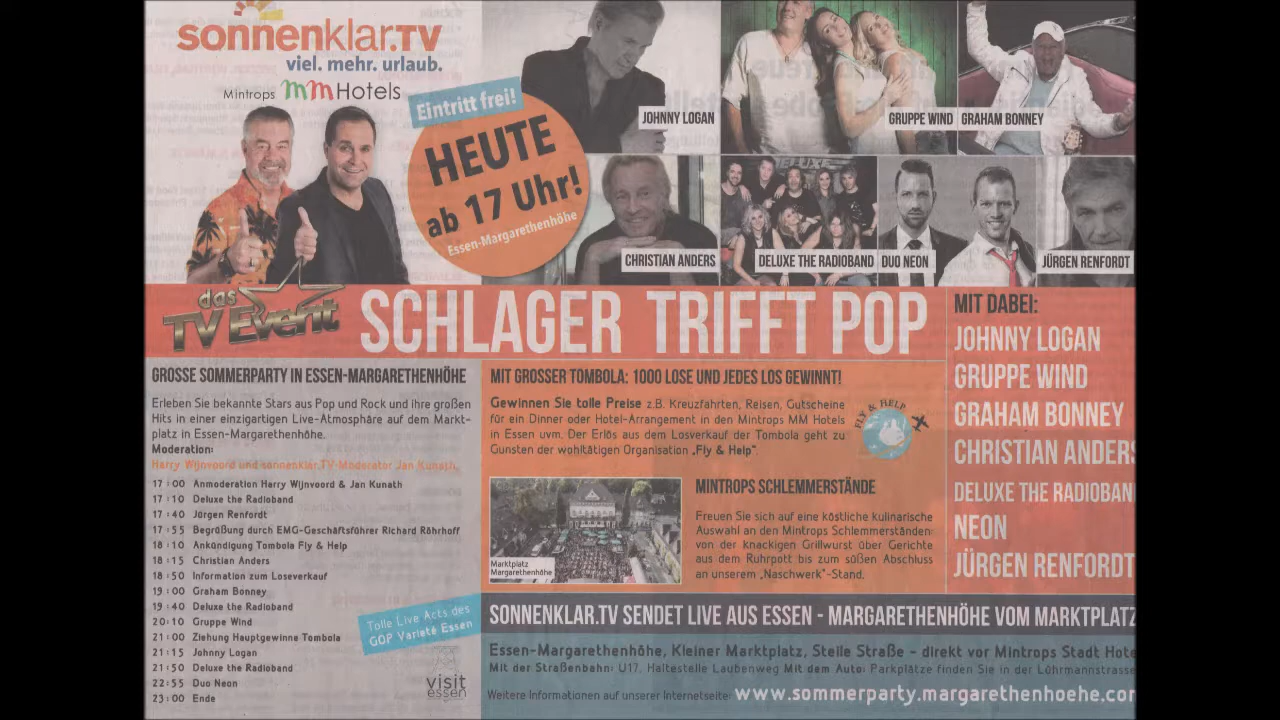 sonnenklar.TV
viel. mehr. urlaub.
Mintrops MM Hotels
Eintritt frei!
HEUTE
ab 17 Uhr!
Essen-Margarethenhöhe
JOHNNY LOGAN
GRUPPE WIND
GRAHAM BONNEY
CHRISTIAN ANDERS
DELUXE THE RADIOBAND
DUO NEON
JÜRGEN RENFORDT
das
TV Event
SCHLAGER TRIFFT POP
MIT DABEI:
JOHNNY LOGAN
GRUPPE WIND
GRAHAM BONNEY
CHRISTIAN ANDERS
DELUXE THE RADIOBAN
NEON
JÜRGEN RENFORDT
GROSSE SOMMERPARTY IN ESSEN-MARGARETHENHÖHE
Erleben Sie bekannte Stars aus Pop und Rock und ihre großen
Hits in einer einzigartigen Live-Atmosphäre auf dem Markt-
platz in Essen-Margarethenhöhe.
Moderation:
Harry Wijnvoord und sonnenklar.TV-Moderator Jan Kunath.
17:00 Anmoderation Harry Wijnvoord & Jan Kunath
17:10 Deluxe the Radioband
17:40 Jürgen Renfordt
17:55 Begrüßung durch EMG-Geschäftsführer Richard Röhrhoff
18:10 Ankündigung Tombola Fly & Help
18:15 Christian Anders
18:50 Information zum Loseverkauf
19:00 Graham Bonney
19:40 Deluxe the Radioband
20:10 Gruppe Wind
21:00 Ziehung Hauptgewinne Tombola
21:15 Johnny Logan
21:50 Deluxe the Radioband
22:55 Duo Neon
23:00 Ende
Tolle Live Acts des
GOP Varieté Essen
visit
essen
MIT GROSSER TOMBOLA: 1000 LOSE UND JEDES LOS GEWINNT!
Gewinnen Sie tolle Preise z.B. Kreuzfahrten, Reisen, Gutscheine
für ein Dinner oder Hotel-Arrangement in den Mintrops MM Hotels
in Essen uvm. Der Erlös aus dem Losverkauf der Tombola geht zu
Gunsten der wohltätigen Organisation „Fly & Help“.
FLY & HELP
Marktplatz
Margarethenhöhe
MINTROPS SCHLEMMERSTÄNDE
Freuen Sie sich auf eine köstliche kulinarische
Auswahl an den Mintrops Schlemmerständen:
von der knackigen Grillwurst über Gerichte
aus dem Ruhrpott bis zum süßen Abschluss
an unserem „Naschwerk“-Stand.
SONNENKLAR.TV SENDET LIVE AUS ESSEN - MARGARETHENHÖHE VOM MARKTPLATZ
Essen-Margarethenhöhe, Kleiner Marktplatz, Steile Straße - direkt vor Mintrops Stadt Hote
Mit der Straßenbahn: U17, Haltestelle Laubenweg Mit dem Auto: Parkplätze finden Sie in der Lührmannstrasse
Weitere Informationen auf unserer Internetseite: www.sommerparty.margarethenhoehe.com